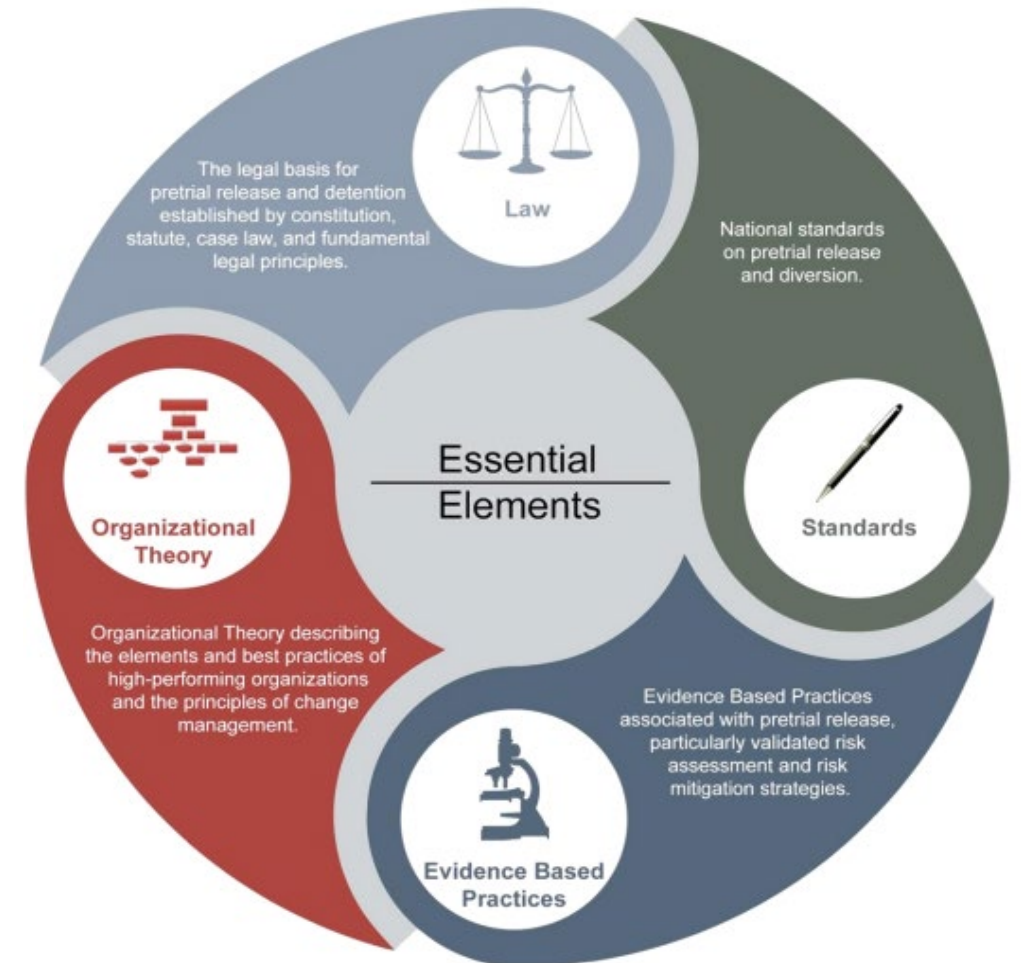 The legal basis for
pretrial release and detention
established by constitution,
statute, case law, and fundamental
legal principles.
Law
National standards
on pretrial release
and diversion.
Standards
Essential
Elements
Organizational
Theory
Organizational Theory describing
the elements and best practices of
high-performing organizations
and the principles of change
management.
Evidence Based Practices
associated with pretrial release,
particularly validated risk
assessment and risk
mitigation strategies.
Evidence Based
Practices